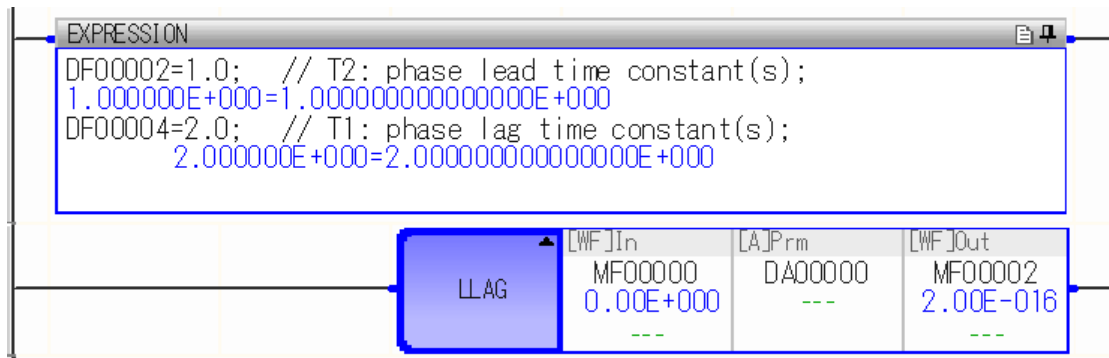 EXPRESSION
DF00002=1.0;   // T2: phase lead time constant(s);
1.000000E+000=1.000000000000000E+000
DF00004=2.0;   // T1: phase lag time constant(s);
2.000000E+000=2.000000000000000E+000
LLAG
[WF]In [A]Prm [WF]Out
MF00000 DA00000 MF00002
0.00E+000 --- 2.00E-016
--- ---